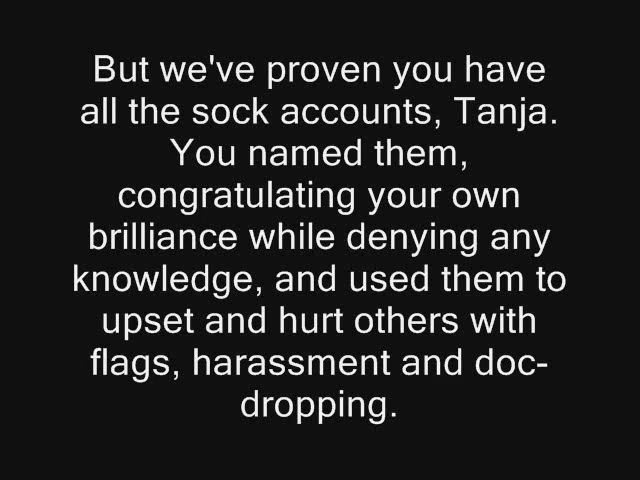 But we've proven you have
all the sock accounts, Tanja.
You named them,
congratulating your own
brilliance while denying any
knowledge, and used them to
upset and hurt others with
flags, harassment and doc-
dropping.